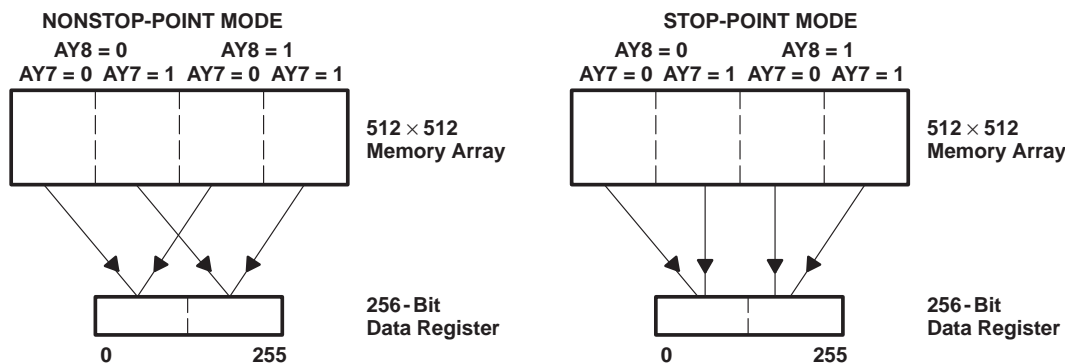 NONSTOP-POINT MODE
AY8 = 0 AY8 = 1
AY7 = 0 AY7 = 1 AY7 = 0 AY7 = 1
512 × 512
Memory Array
256-Bit
Data Register
0 255
STOP-POINT MODE
AY8 = 0 AY8 = 1
AY7 = 0 AY7 = 1 AY7 = 0 AY7 = 1
512 × 512
Memory Array
256-Bit
Data Register
0 255